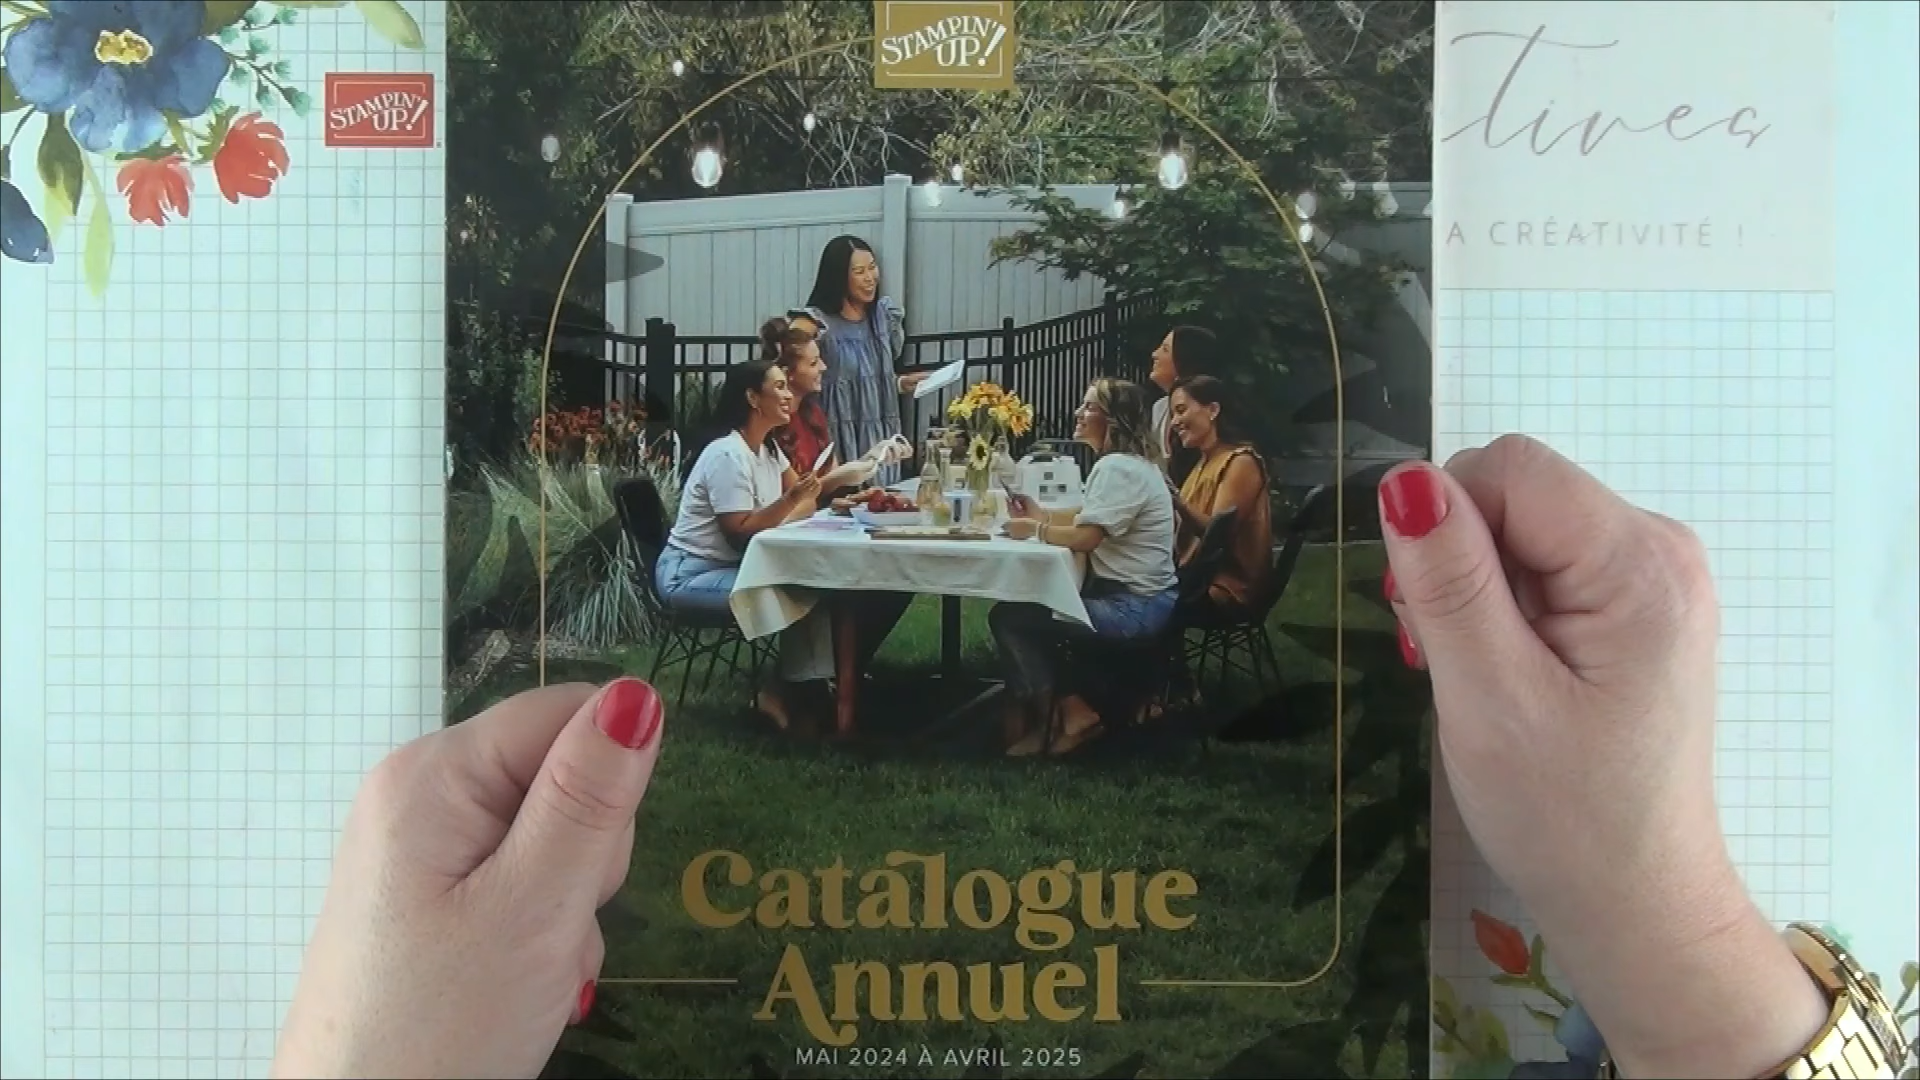 STAMPIN' UP!
STAMPIN' UP!
tives
A CRÉATIVITÉ !
Catalogue
Annuel
MAI 2024 À AVRIL 2025